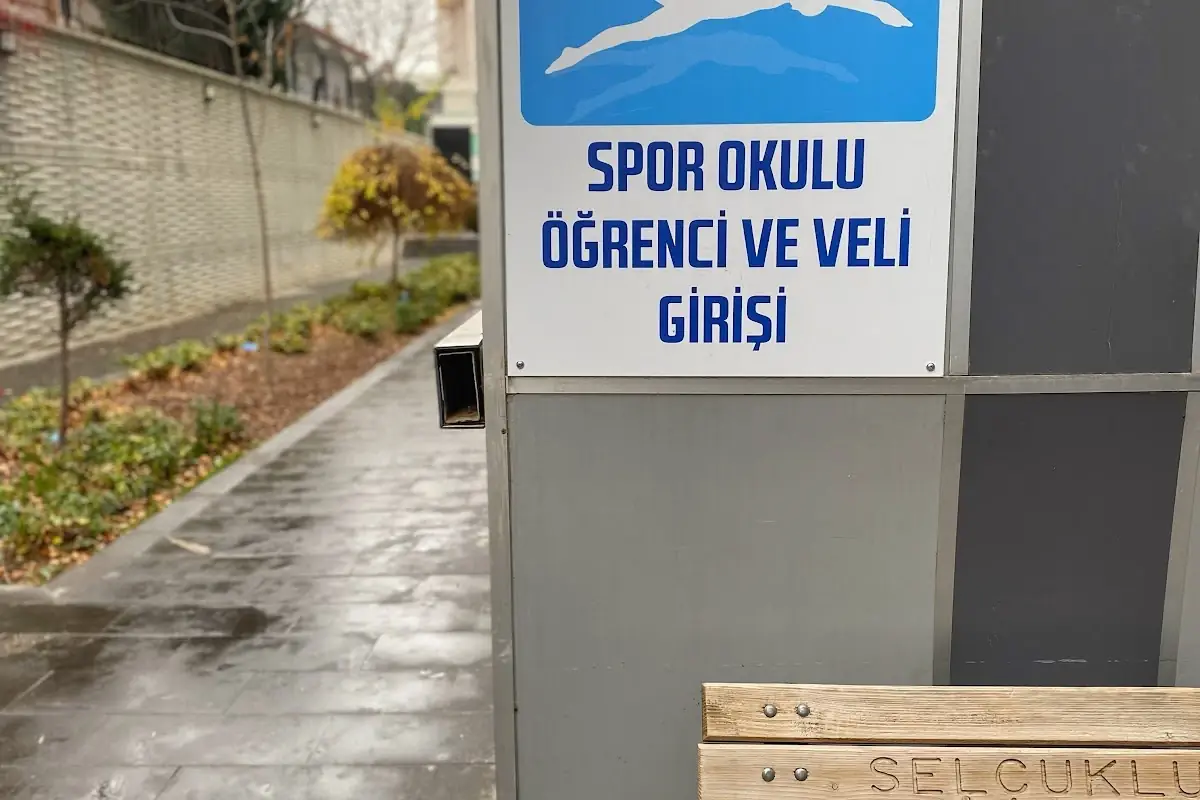 SPOR OKULU
ÖĞRENCİ VE VELİ
GİRİŞİ
SELÇUKLU